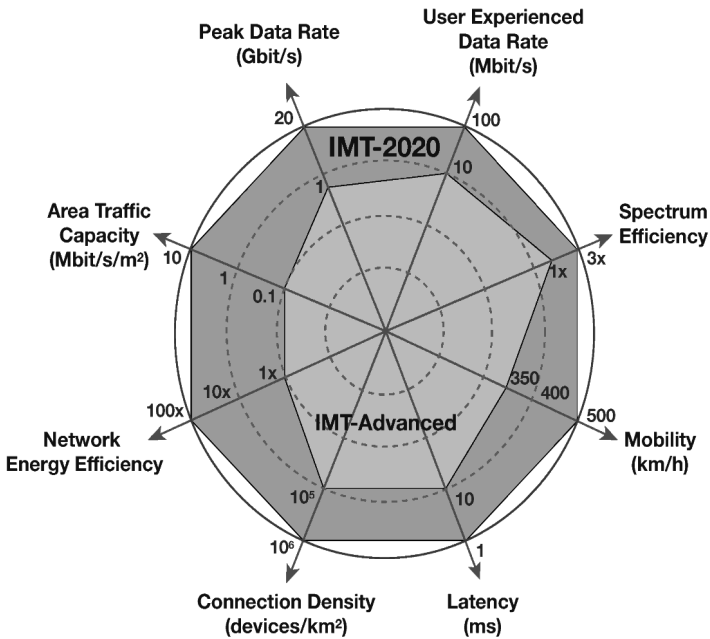 Peak Data Rate
(Gbit/s)
User Experienced
Data Rate
(Mbit/s)
20
100
IMT-2020
1
10
Area Traffic
Capacity
(Mbit/s/m²)
10
1
0.1
Spectrum
Efficiency
1x
3x
1x
10x
100x
350
400
500
Network
Energy Efficiency
IMT-Advanced
Mobility
(km/h)
10⁵
10
10⁶
1
Connection Density
(devices/km²)
Latency
(ms)